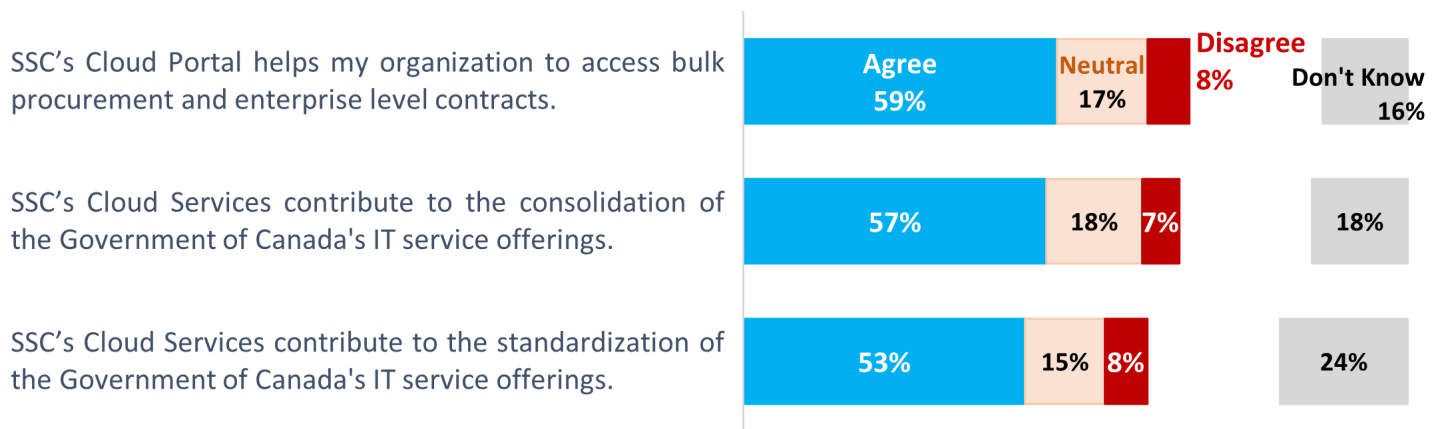 SSC’s Cloud Portal helps my organization to access bulk
procurement and enterprise level contracts.
Agree
59%
Neutral
17%
Disagree
8%
Don't Know
16%
SSC’s Cloud Services contribute to the consolidation of
the Government of Canada's IT service offerings.
57%
18%
7%
18%
SSC’s Cloud Services contribute to the standardization of
the Government of Canada's IT service offerings.
53%
15%
8%
24%